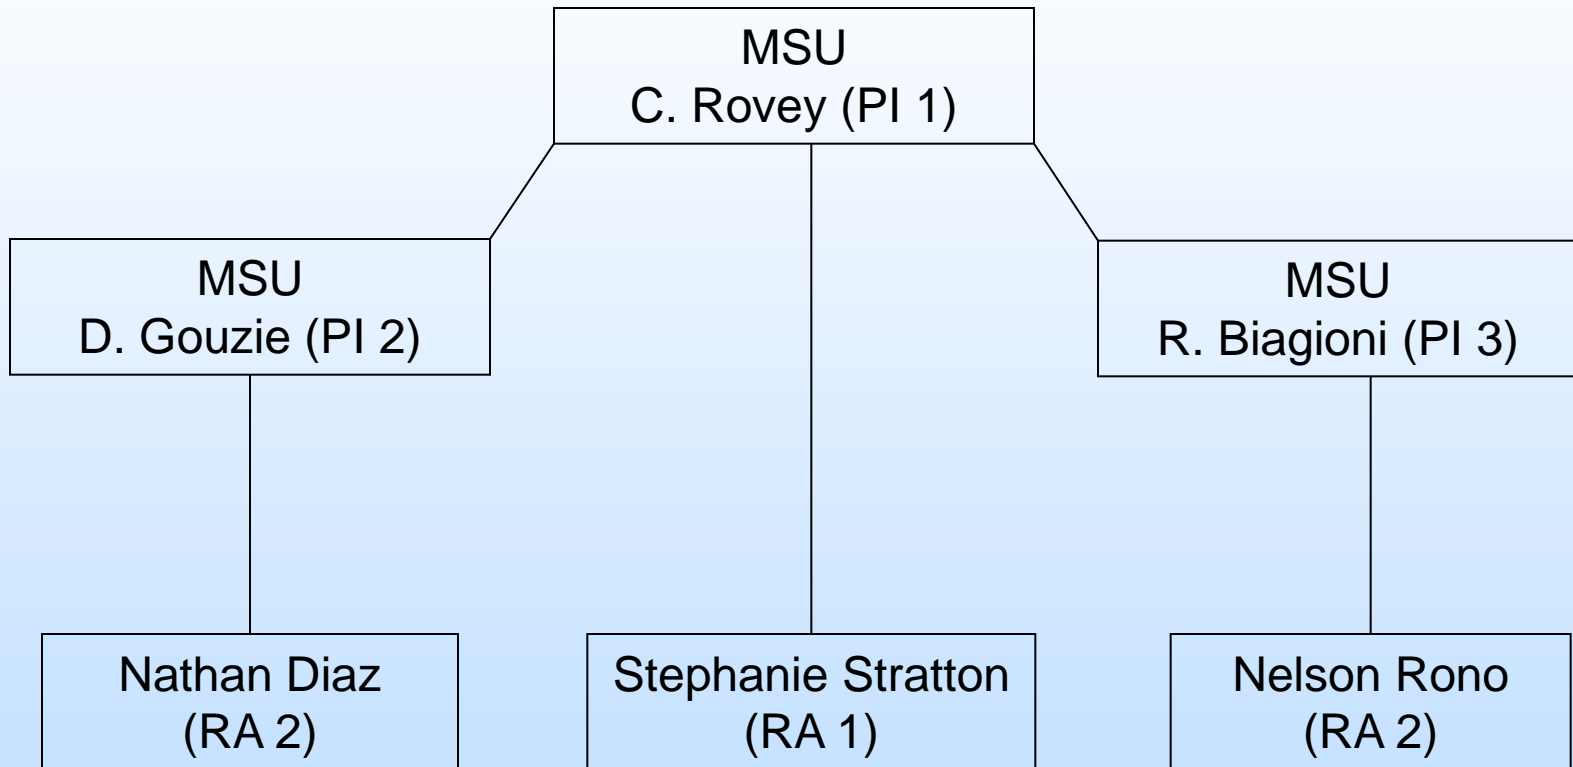 MSU
C. Rovey (PI 1)
MSU
D. Gouzie (PI 2)
MSU
R. Biagioni (PI 3)
Nathan Diaz
(RA 2)
Stephanie Stratton
(RA 1)
Nelson Rono
(RA 2)